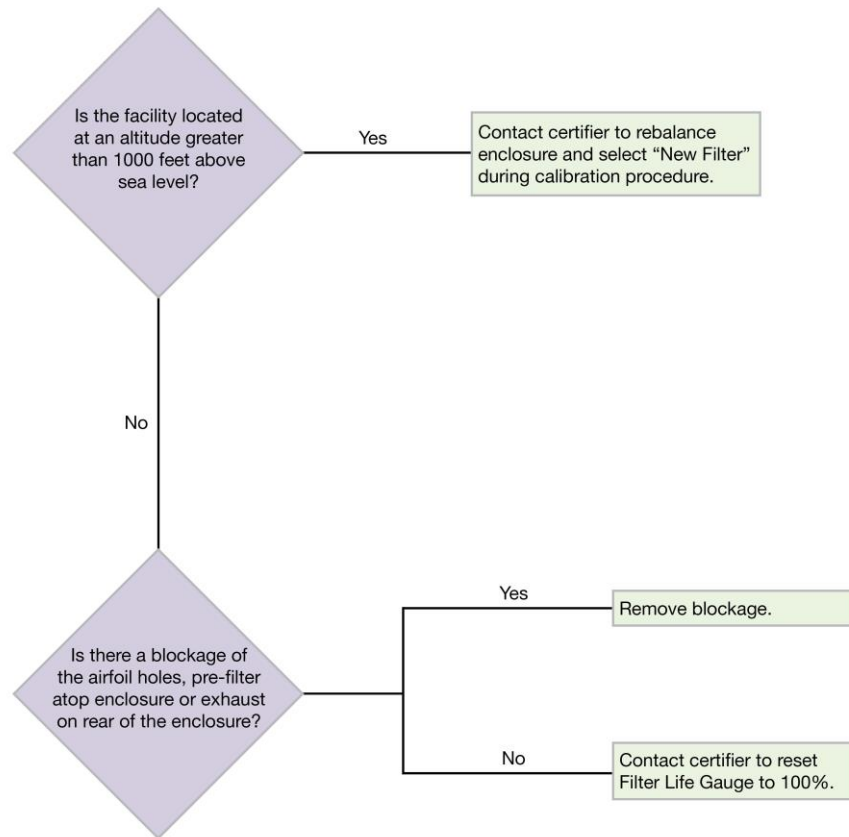 Is the facility located
at an altitude greater
than 1000 feet above
sea level?
Yes
Contact certifier to rebalance
enclosure and select “New Filter”
during calibration procedure.
No
Is there a blockage of
the airfoil holes, pre-filter
atop enclosure or exhaust
on rear of the enclosure?
Yes
Remove blockage.
No
Contact certifier to reset
Filter Life Gauge to 100%.